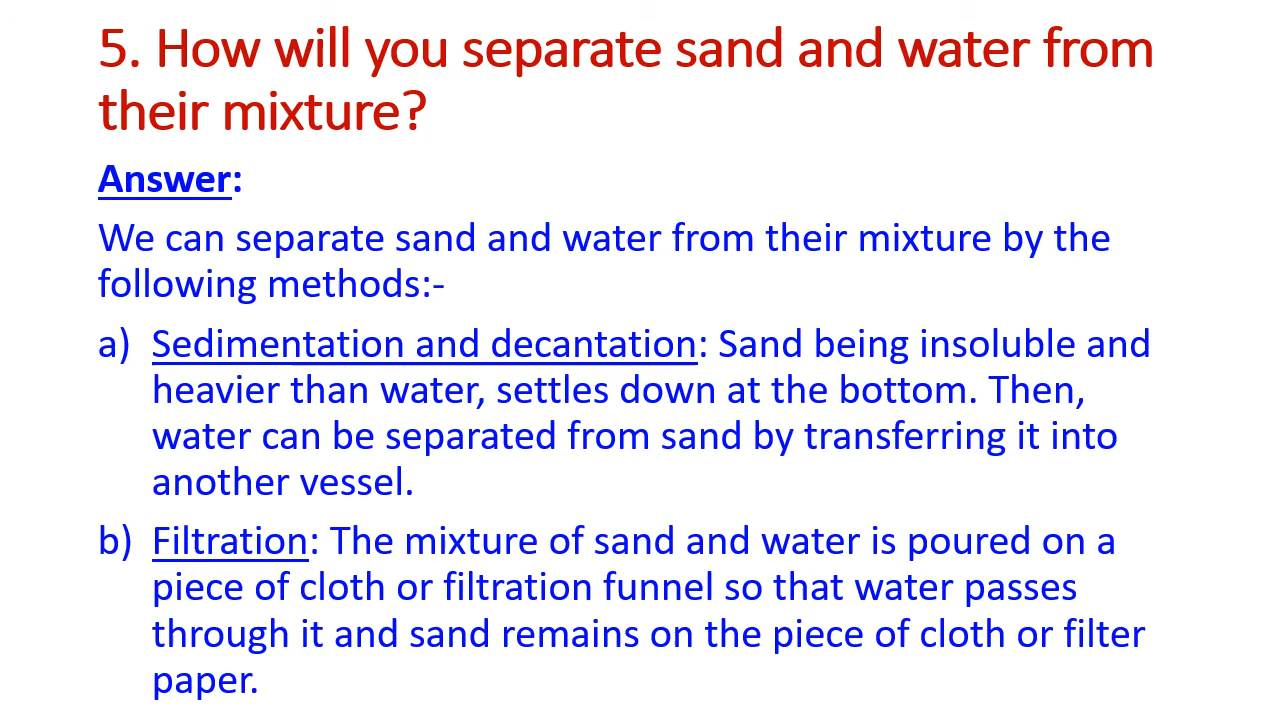 5. How will you separate sand and water from
their mixture?
Answer:
We can separate sand and water from their mixture by the
following methods:-
a) Sedimentation and decantation: Sand being insoluble and
heavier than water, settles down at the bottom. Then,
water can be separated from sand by transferring it into
another vessel.
b) Filtration: The mixture of sand and water is poured on a
piece of cloth or filtration funnel so that water passes
through it and sand remains on the piece of cloth or filter
paper.